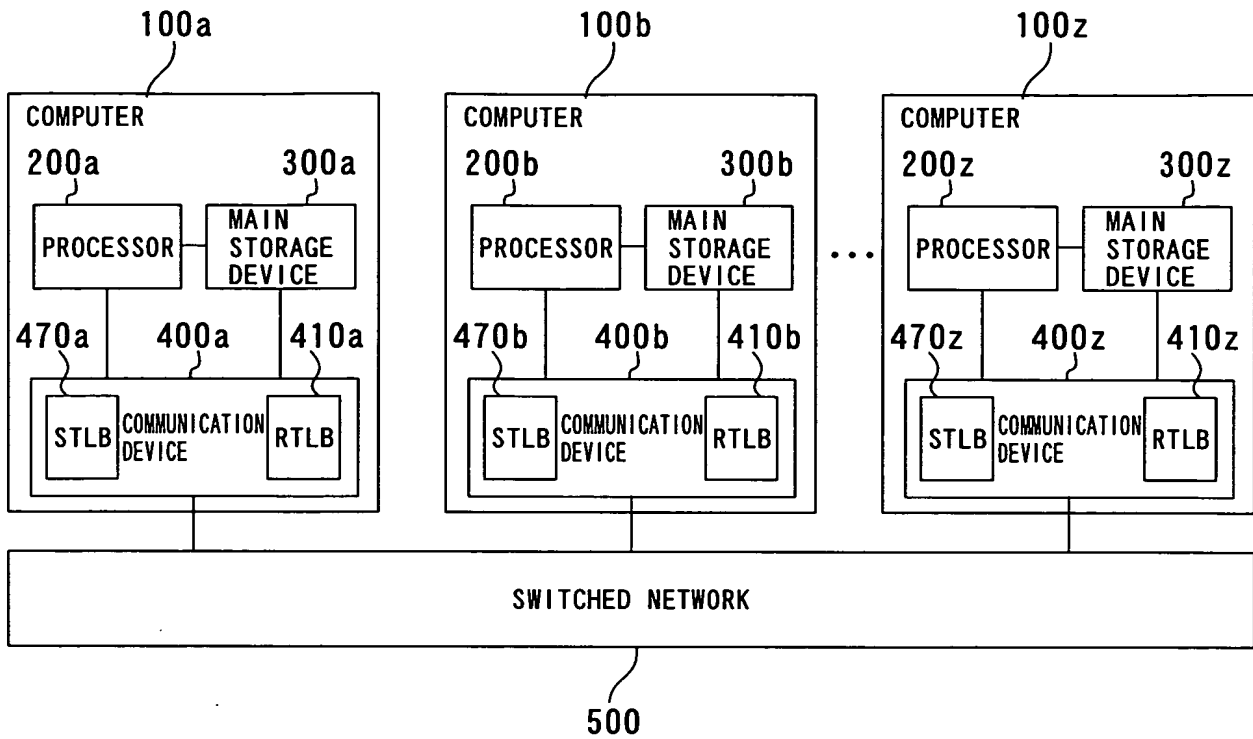 100a 100b 100z
COMPUTER COMPUTER COMPUTER
200a 300a 200b 300b 200z 300z
PROCESSOR
MAIN
STORAGE
DEVICE
PROCESSOR
MAIN
STORAGE
DEVICE
...
PROCESSOR
MAIN
STORAGE
DEVICE
470a 400a 410a 470b 400b 410b 470z 400z 410z
STLB
COMMUNICATION
DEVICE
RTLB
STLB
COMMUNICATION
DEVICE
RTLB
STLB
COMMUNICATION
DEVICE
RTLB
SWITCHED NETWORK
500